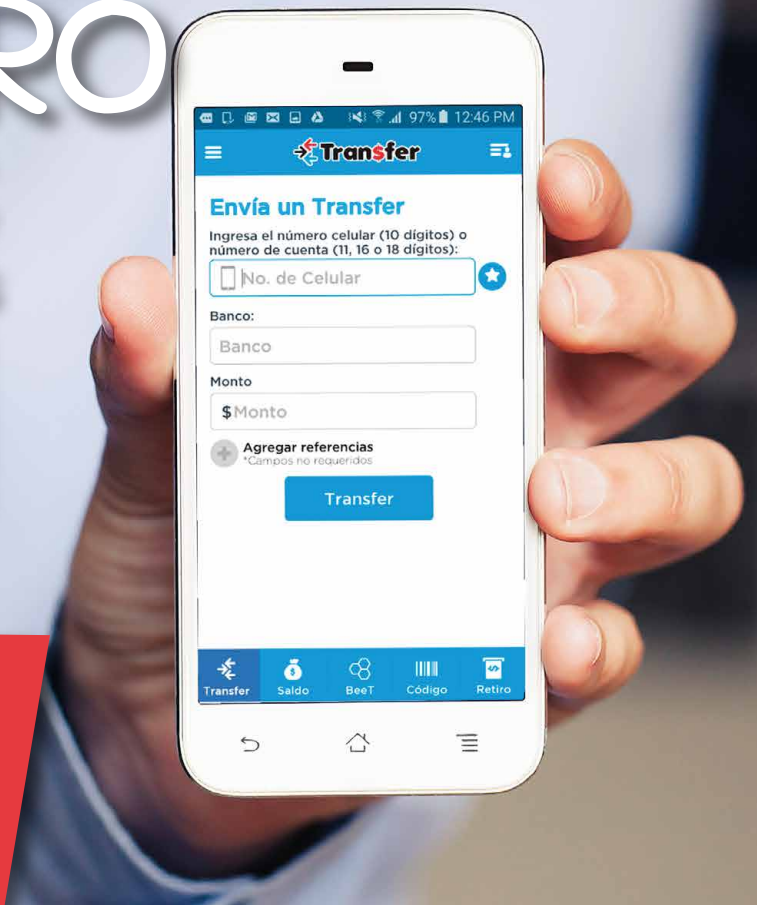 RO
97% 12:46 PM
Tran$fer
Envía un Transfer
Ingresa el número celular (10 dígitos) o
número de cuenta (11, 16 o 18 dígitos):
No. de Celular
Banco:
Banco
Monto
$Monto
Agregar referencias
*Campos no requeridos
Transfer
Transfer Saldo BeeT Código Retiro